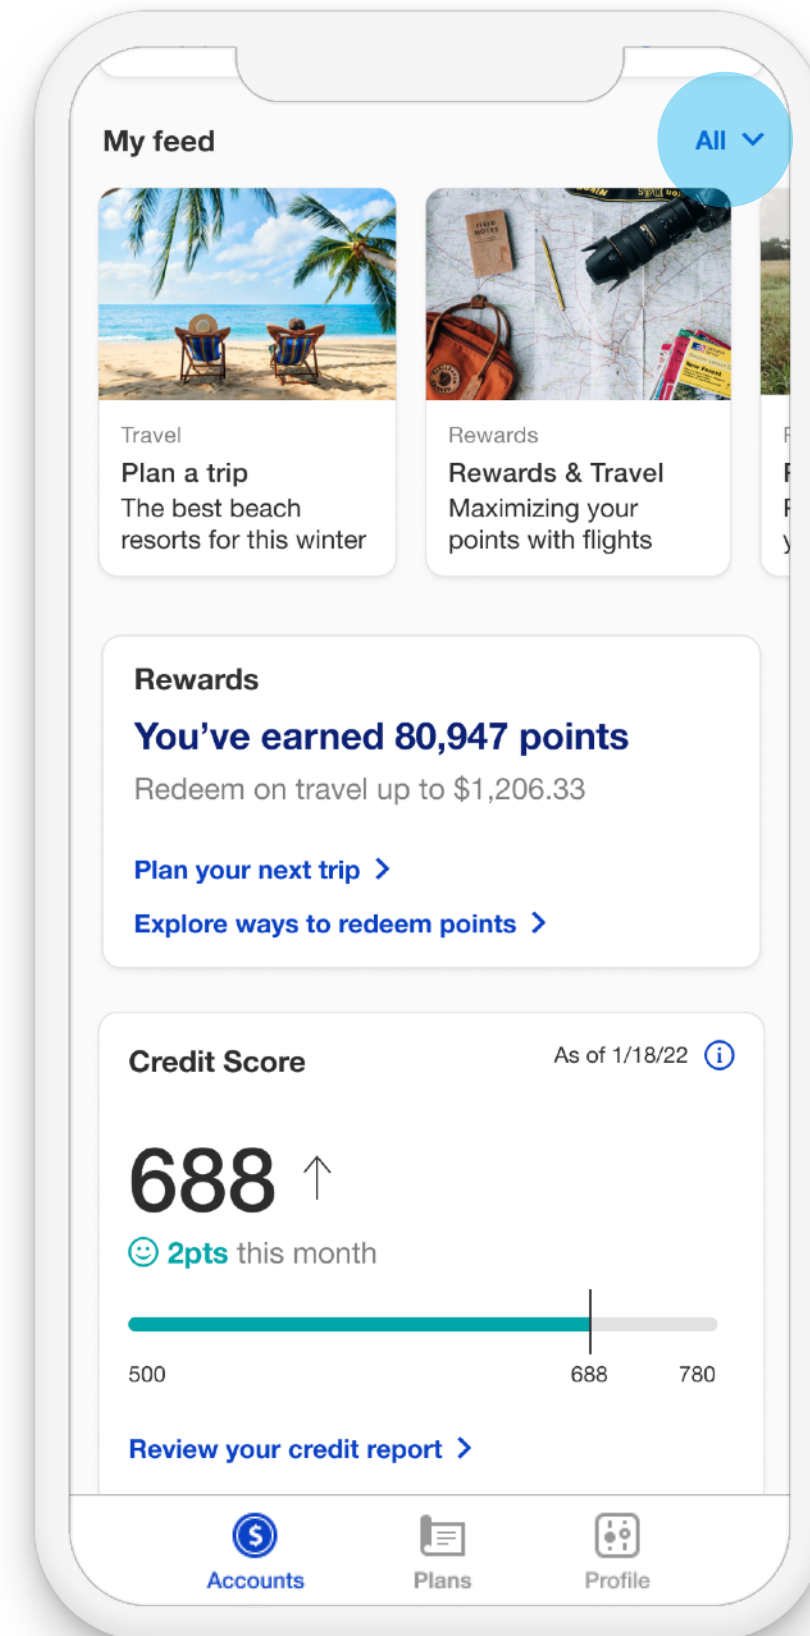 My feed
All
FIELD NOTES
Nikon
Travel
Plan a trip
The best beach
resorts for this winter
Rewards
Rewards & Travel
Maximizing your
points with flights
Rewards
You’ve earned 80,947 points
Redeem on travel up to $1,206.33
Plan your next trip
Explore ways to redeem points
Credit Score
As of 1/18/22
688
2pts this month
500
688
780
Review your credit report
Accounts
Plans
Profile